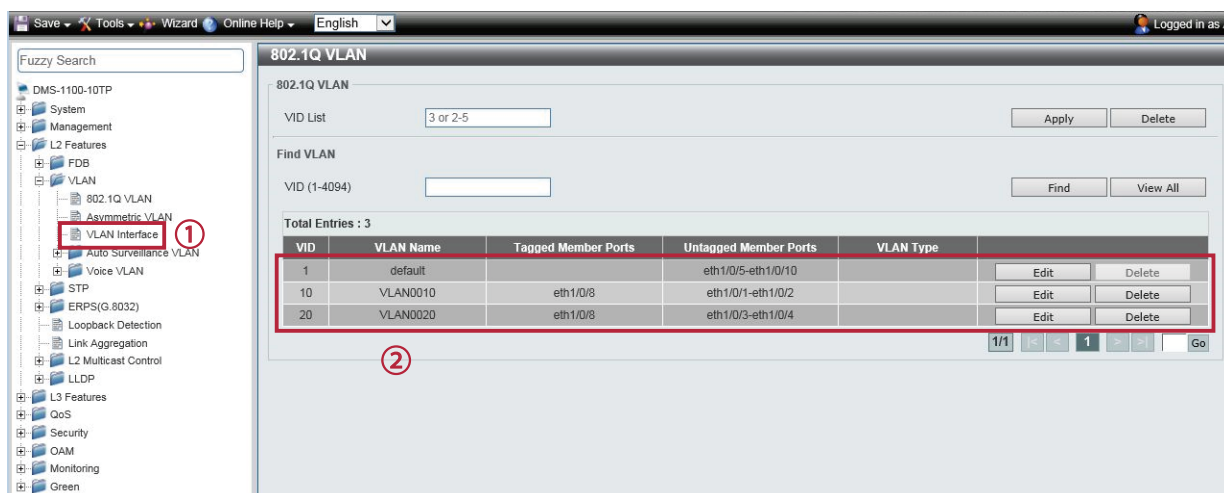 Save Tools Wizard Online Help English Logged in as
Fuzzy Search
DMS-1100-10TP
System
Management
L2 Features
FDB
VLAN
802.1Q VLAN
Asymmetric VLAN
VLAN Interface ①
Auto Surveillance VLAN
Voice VLAN
STP
ERPS(G.8032)
Loopback Detection
Link Aggregation
L2 Multicast Control
LLDP
L3 Features
QoS
Security
OAM
Monitoring
Green
802.1Q VLAN
802.1Q VLAN
VID List 3 or 2-5 Apply Delete
Find VLAN
VID (1-4094) Find View All
Total Entries : 3
VID VLAN Name Tagged Member Ports Untagged Member Ports VLAN Type
1 default eth1/0/5-eth1/0/10 Edit Delete
10 VLAN0010 eth1/0/8 eth1/0/1-eth1/0/2 Edit Delete
20 VLAN0020 eth1/0/8 eth1/0/3-eth1/0/4 Edit Delete
1/1 |< < 1 > >| Go
②